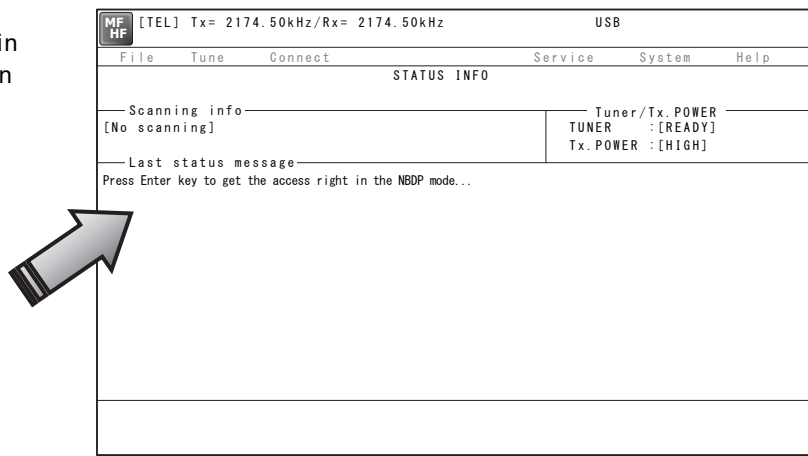 in
n
MF
HF
[TEL] Tx= 2174.50kHz/Rx= 2174.50kHz USB
File Tune Connect Service System Help
STATUS INFO
Scanning info
[No scanning]
Tuner/Tx.POWER
TUNER :[READY]
Tx.POWER :[HIGH]
Last status message
Press Enter key to get the access right in the NBDP mode...